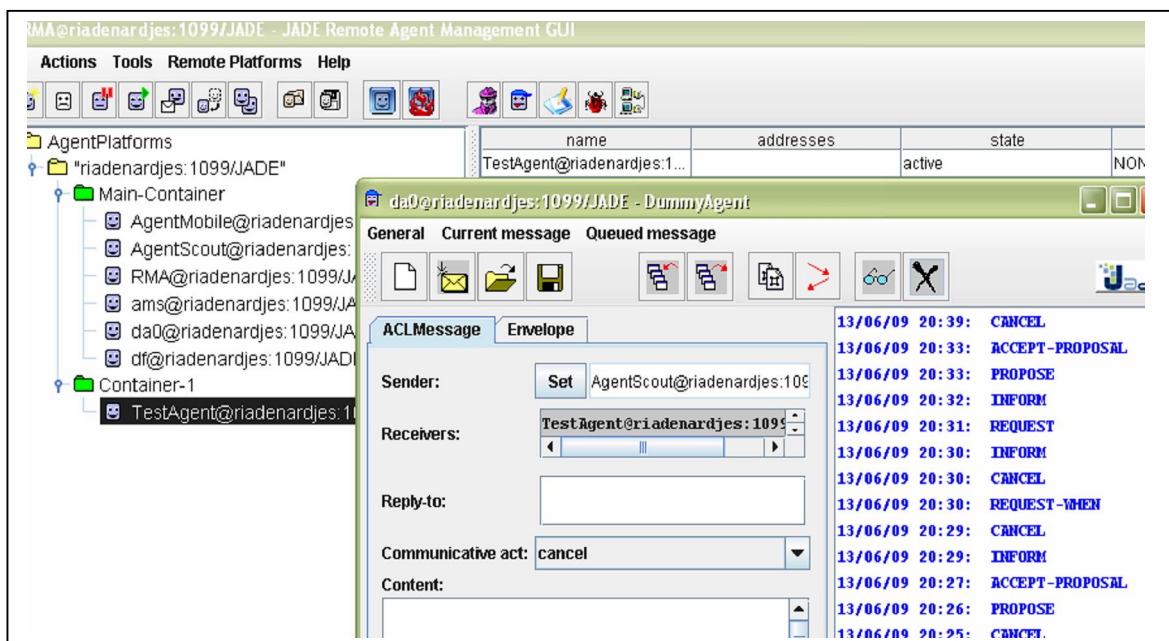 RMA@riadenardjes:1099/JADE - JADE Remote Agent Management GUI
Actions Tools Remote Platforms Help
AgentPlatforms
"riadenardjes:1099/JADE"
Main-Container
AgentMobile@riadenardjes
AgentScout@riadenardjes:
RMA@riadenardjes:1099/JA
ams@riadenardjes:1099/JA
da0@riadenardjes:1099/JA
df@riadenardjes:1099/JADI
Container-1
TestAgent@riadenardjes:1
name addresses state
TestAgent@riadenardjes:1... active NON
da0@riadenardjes:1099/JADE - DummyAgent
General Current message Queued message
ACLMessage Envelope
Sender: Set AgentScout@riadenardjes:109
Receivers: TestAgent@riadenardjes:1099
Reply-to:
Communicative act: cancel
Content:
13/06/09 20:39: CANCEL
13/06/09 20:33: ACCEPT-PROPOSAL
13/06/09 20:33: PROPOSE
13/06/09 20:32: INFORM
13/06/09 20:31: REQUEST
13/06/09 20:30: INFORM
13/06/09 20:30: CANCEL
13/06/09 20:30: REQUEST-WHEN
13/06/09 20:29: CANCEL
13/06/09 20:29: INFORM
13/06/09 20:27: ACCEPT-PROPOSAL
13/06/09 20:26: PROPOSE
13/06/09 20:25: CANCEL